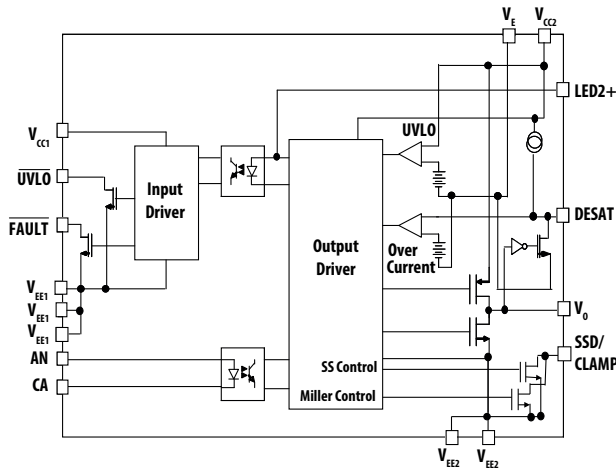 V_E
V_CC2
LED2+
V_CC1
UVLO
UVLO
Input
Driver
FAULT
DESAT
Output
Driver
Over
Current
V_EE1
V_EE1
V_EE1
V_O
SSD/
CLAMP
AN
CA
SS Control
Miller Control
V_EE2
V_EE2